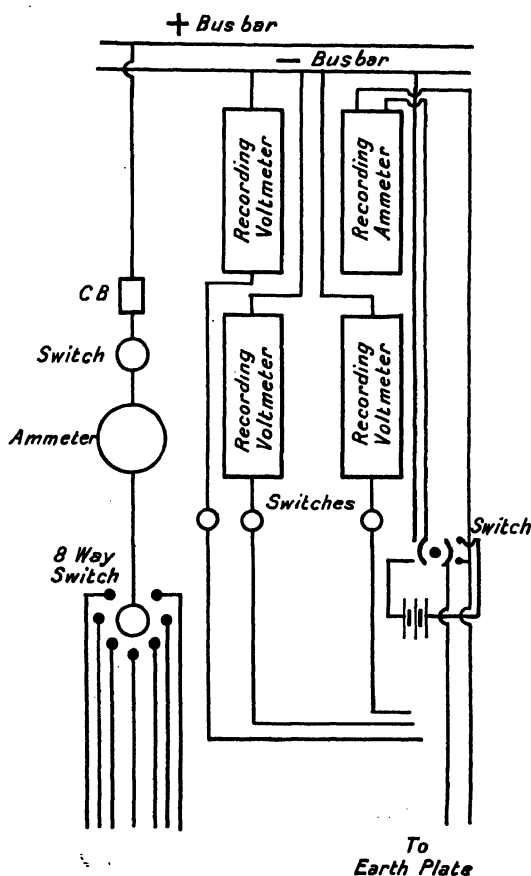 + Bus bar
– Bus bar
Recording
Voltmeter
Recording
Ammeter
C B
Switch
Ammeter
Recording
Voltmeter
Recording
Voltmeter
Switches
Switch
8 Way
Switch
To
Earth Plate